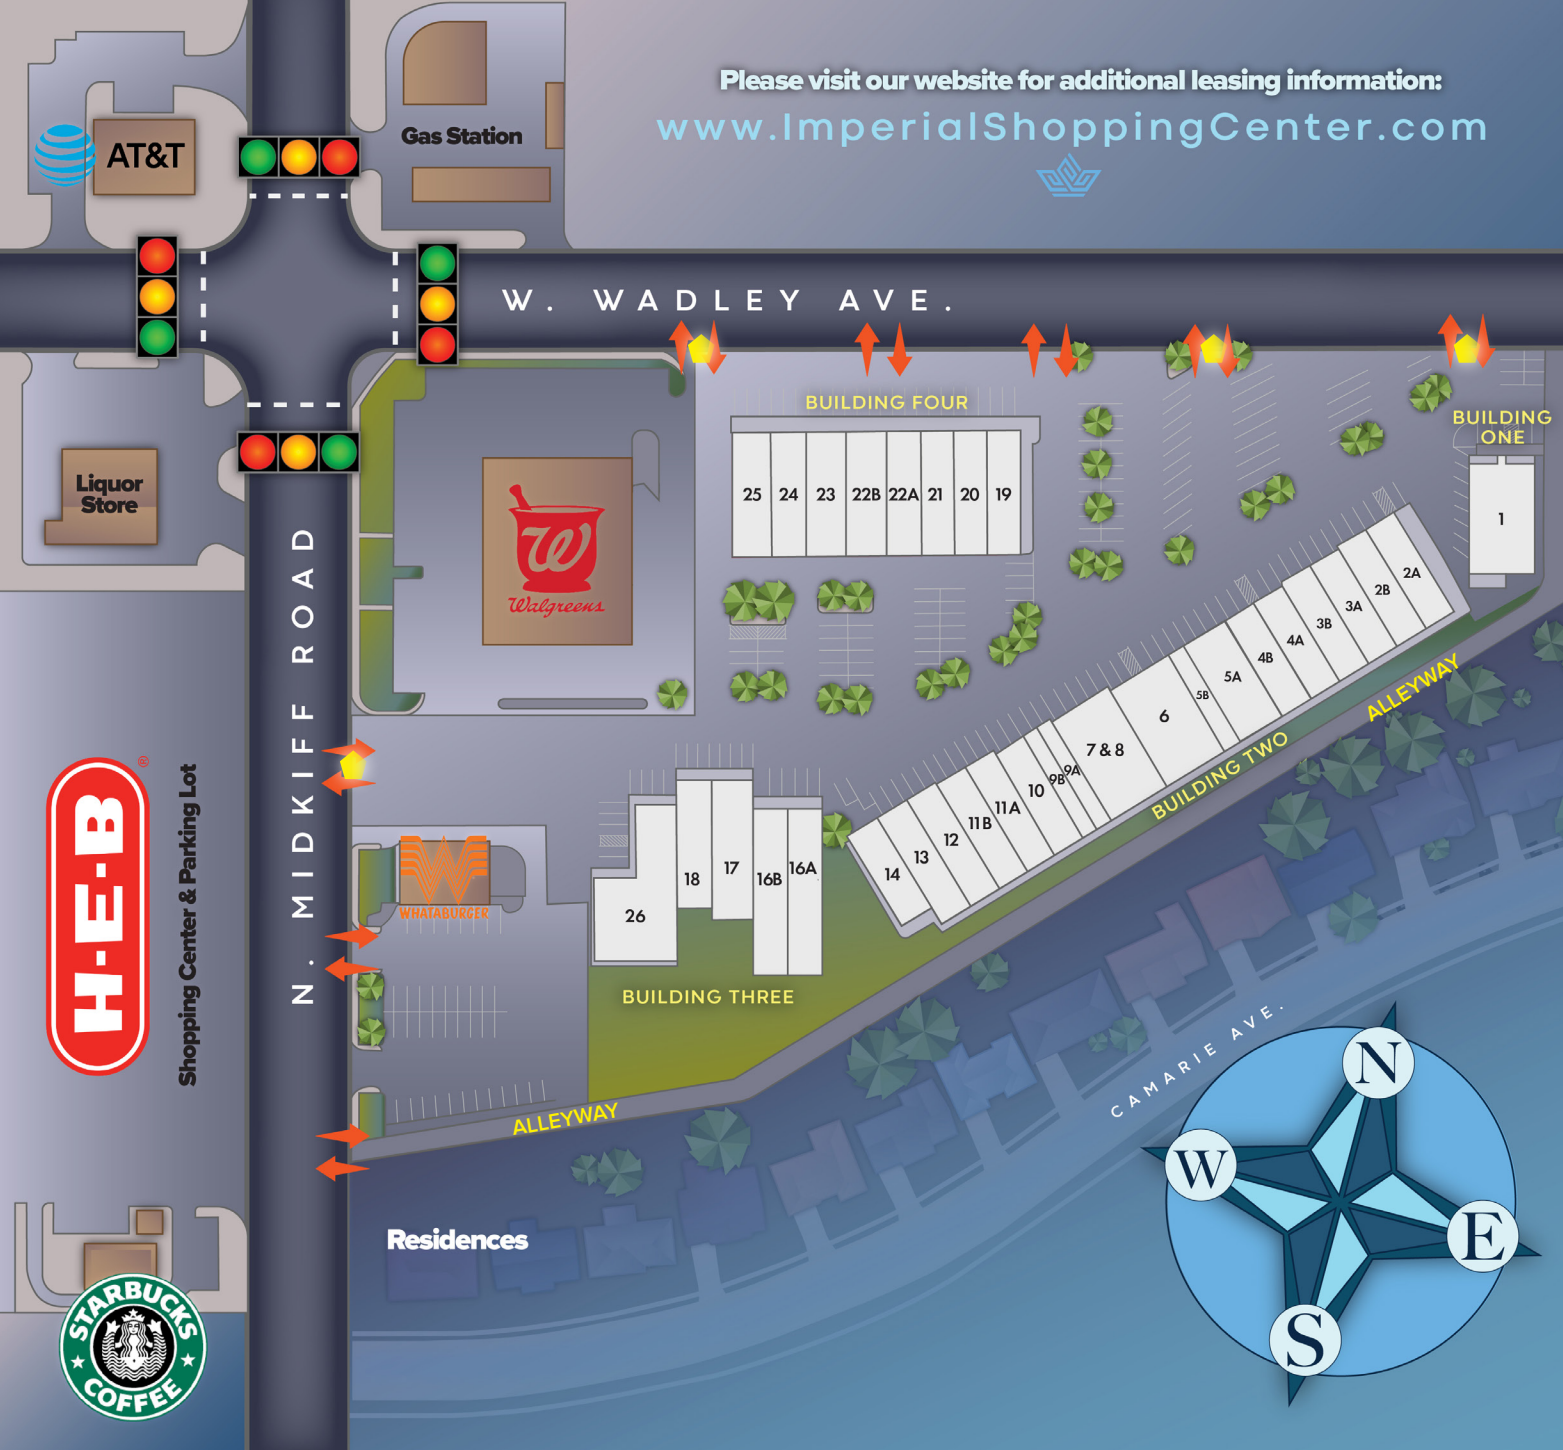 Please visit our website for additional leasing information:
www.ImperialShoppingCenter.com
AT&T
Gas Station
W. WADLEY AVE.
BUILDING FOUR
BUILDING
ONE
25 24 23 22B 22A 21 20 19
1
Liquor
Store
Walgreens
N. MIDKIFF ROAD
2A
2B
3A
3B
4A
4B
5A
5B
6
7 & 8
9A
9B
10
11A
11B
12
13
14
ALLEYWAY
BUILDING TWO
H-E-B®
Shopping Center & Parking Lot
W
WHATABURGER
26
18
17
16B
16A
BUILDING THREE
ALLEYWAY
CAMARIE AVE.
Residences
N
W
E
S
STARBUCKS
COFFEE